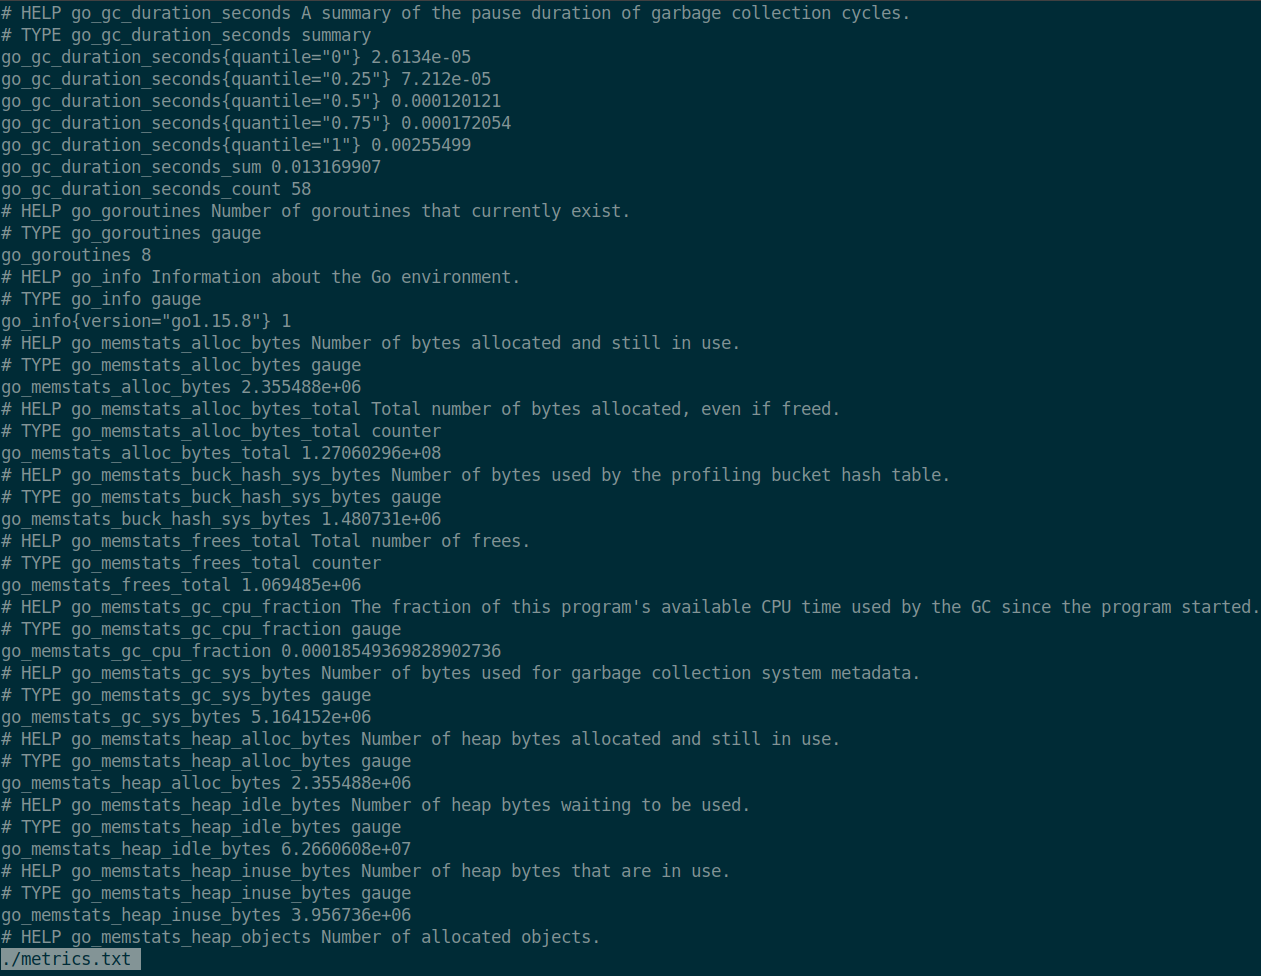 # HELP go_gc_duration_seconds A summary of the pause duration of garbage collection cycles.
# TYPE go_gc_duration_seconds summary
go_gc_duration_seconds{quantile="0"} 2.6134e-05
go_gc_duration_seconds{quantile="0.25"} 7.212e-05
go_gc_duration_seconds{quantile="0.5"} 0.000120121
go_gc_duration_seconds{quantile="0.75"} 0.000172054
go_gc_duration_seconds{quantile="1"} 0.00255499
go_gc_duration_seconds_sum 0.013169907
go_gc_duration_seconds_count 58
# HELP go_goroutines Number of goroutines that currently exist.
# TYPE go_goroutines gauge
go_goroutines 8
# HELP go_info Information about the Go environment.
# TYPE go_info gauge
go_info{version="go1.15.8"} 1
# HELP go_memstats_alloc_bytes Number of bytes allocated and still in use.
# TYPE go_memstats_alloc_bytes gauge
go_memstats_alloc_bytes 2.355488e+06
# HELP go_memstats_alloc_bytes_total Total number of bytes allocated, even if freed.
# TYPE go_memstats_alloc_bytes_total counter
go_memstats_alloc_bytes_total 1.27060296e+08
# HELP go_memstats_buck_hash_sys_bytes Number of bytes used by the profiling bucket hash table.
# TYPE go_memstats_buck_hash_sys_bytes gauge
go_memstats_buck_hash_sys_bytes 1.480731e+06
# HELP go_memstats_frees_total Total number of frees.
# TYPE go_memstats_frees_total counter
go_memstats_frees_total 1.069485e+06
# HELP go_memstats_gc_cpu_fraction The fraction of this program's available CPU time used by the GC since the program started.
# TYPE go_memstats_gc_cpu_fraction gauge
go_memstats_gc_cpu_fraction 0.00018549369828902736
# HELP go_memstats_gc_sys_bytes Number of bytes used for garbage collection system metadata.
# TYPE go_memstats_gc_sys_bytes gauge
go_memstats_gc_sys_bytes 5.164152e+06
# HELP go_memstats_heap_alloc_bytes Number of heap bytes allocated and still in use.
# TYPE go_memstats_heap_alloc_bytes gauge
go_memstats_heap_alloc_bytes 2.355488e+06
# HELP go_memstats_heap_idle_bytes Number of heap bytes waiting to be used.
# TYPE go_memstats_heap_idle_bytes gauge
go_memstats_heap_idle_bytes 6.2660608e+07
# HELP go_memstats_heap_inuse_bytes Number of heap bytes that are in use.
# TYPE go_memstats_heap_inuse_bytes gauge
go_memstats_heap_inuse_bytes 3.956736e+06
# HELP go_memstats_heap_objects Number of allocated objects.
./metrics.txt